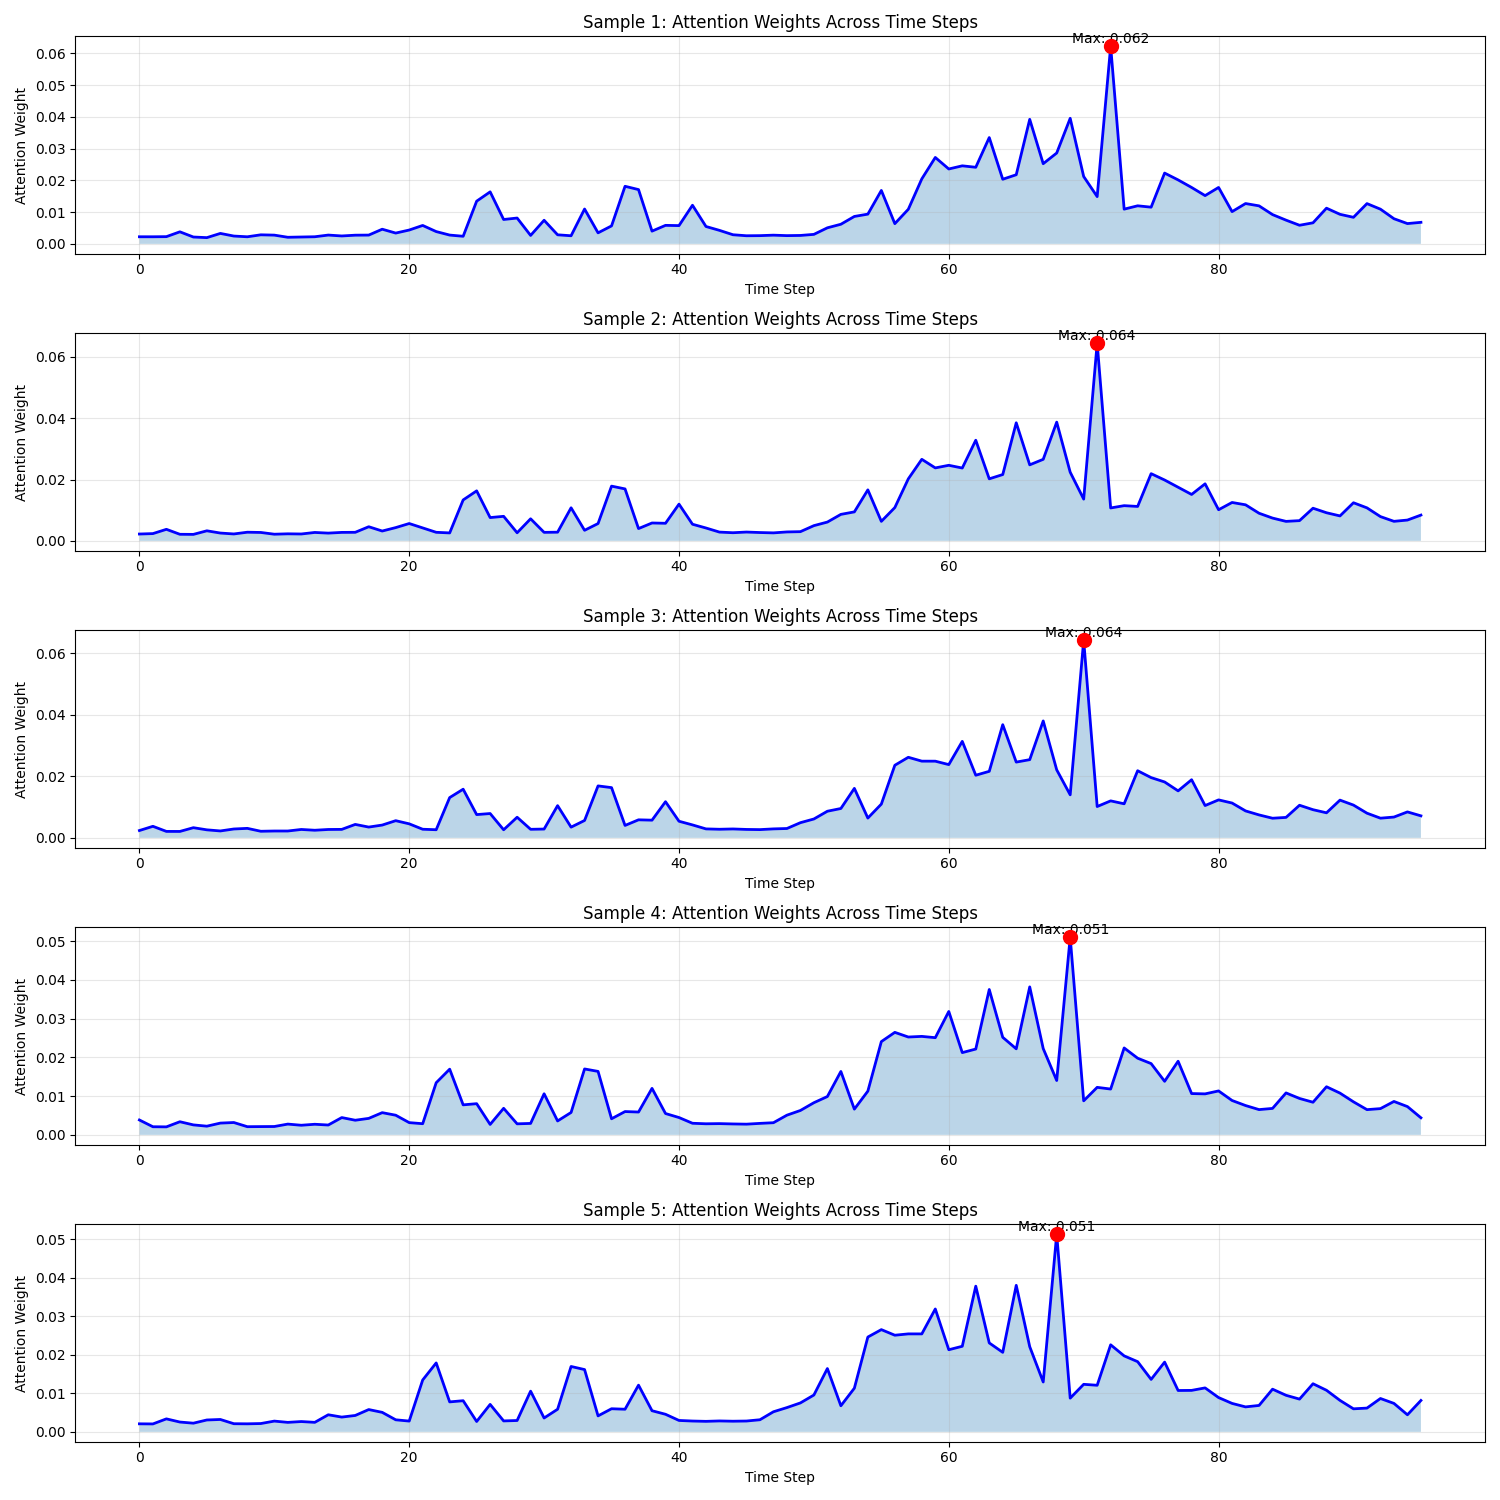 Sample 1: Attention Weights Across Time Steps
Max: 0.062
0.06
0.05
0.04
0.03
0.02
0.01
0.00
Attention Weight
0 20 40 60 80
Time Step
Sample 2: Attention Weights Across Time Steps
Max: 0.064
0.06
0.04
0.02
0.00
Attention Weight
0 20 40 60 80
Time Step
Sample 3: Attention Weights Across Time Steps
Max: 0.064
0.06
0.04
0.02
0.00
Attention Weight
0 20 40 60 80
Time Step
Sample 4: Attention Weights Across Time Steps
Max: 0.051
0.05
0.04
0.03
0.02
0.01
0.00
Attention Weight
0 20 40 60 80
Time Step
Sample 5: Attention Weights Across Time Steps
Max: 0.051
0.05
0.04
0.03
0.02
0.01
0.00
Attention Weight
0 20 40 60 80
Time Step